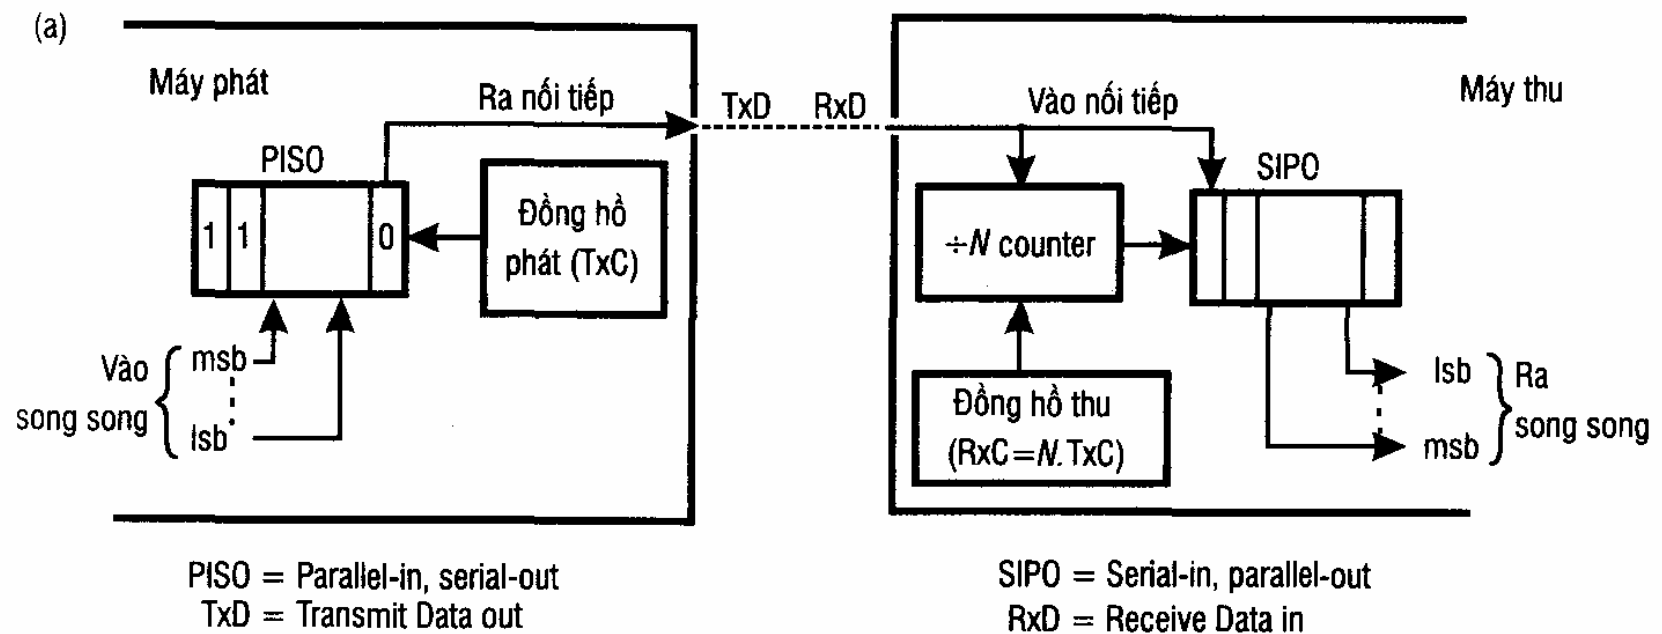 (a)
Máy phát
Ra nối tiếp
TxD
RxD
Vào nối tiếp
Máy thu
PISO
SIPO
1 1 0
Đồng hồ
phát (TxC)
÷N counter
Vào
song song
msb
lsb
Đồng hồ thu
(RxC=N.TxC)
lsb
msb
Ra
song song
PISO = Parallel-in, serial-out
TxD = Transmit Data out
SIPO = Serial-in, parallel-out
RxD = Receive Data in